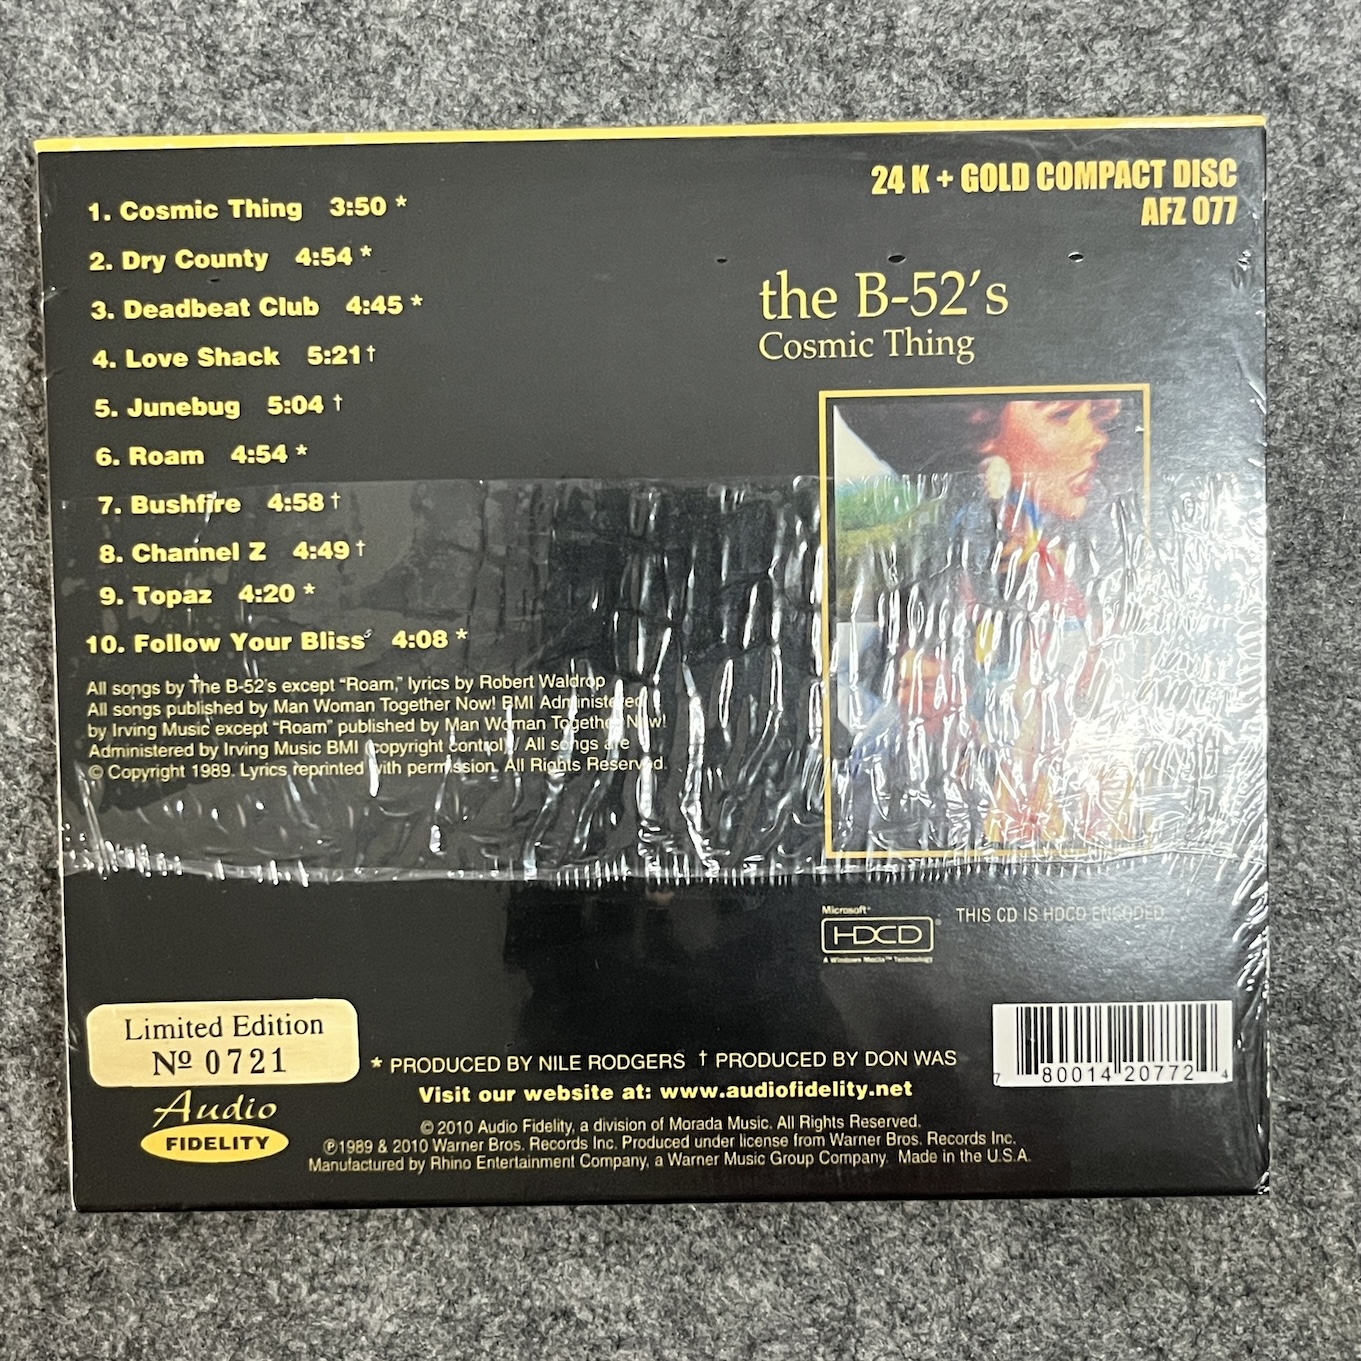 24 K + GOLD COMPACT DISC
AFZ 077
1. Cosmic Thing 3:50 *
2. Dry County 4:54 *
3. Deadbeat Club 4:45 *
4. Love Shack 5:21 †
5. Junebug 5:04 †
6. Roam 4:54 *
7. Bushfire 4:58 †
8. Channel Z 4:49 †
9. Topaz 4:20 *
10. Follow Your Bliss 4:08 *
All songs by The B-52's except “Roam,” lyrics by Robert Waldrop
All songs published by Man Woman Together Now! BMI Administered
by Irving Music except “Roam” published by Man Woman Together Now!
Administered by Irving Music BMI (copyright control) / All songs are
© Copyright 1989. Lyrics reprinted with permission. All Rights Reserved.
the B-52's
Cosmic Thing
Microsoft®
HDCD®
A Windows Media™ Technology
THIS CD IS HDCD ENCODED
Limited Edition
Nº 0721
Audio
FIDELITY
* PRODUCED BY NILE RODGERS † PRODUCED BY DON WAS
Visit our website at: www.audiofidelity.net
© 2010 Audio Fidelity, a division of Morada Music. All Rights Reserved.
℗1989 & 2010 Warner Bros. Records Inc. Produced under license from Warner Bros. Records Inc.
Manufactured by Rhino Entertainment Company, a Warner Music Group Company. Made in the U.S.A.
7 80014 20772 4